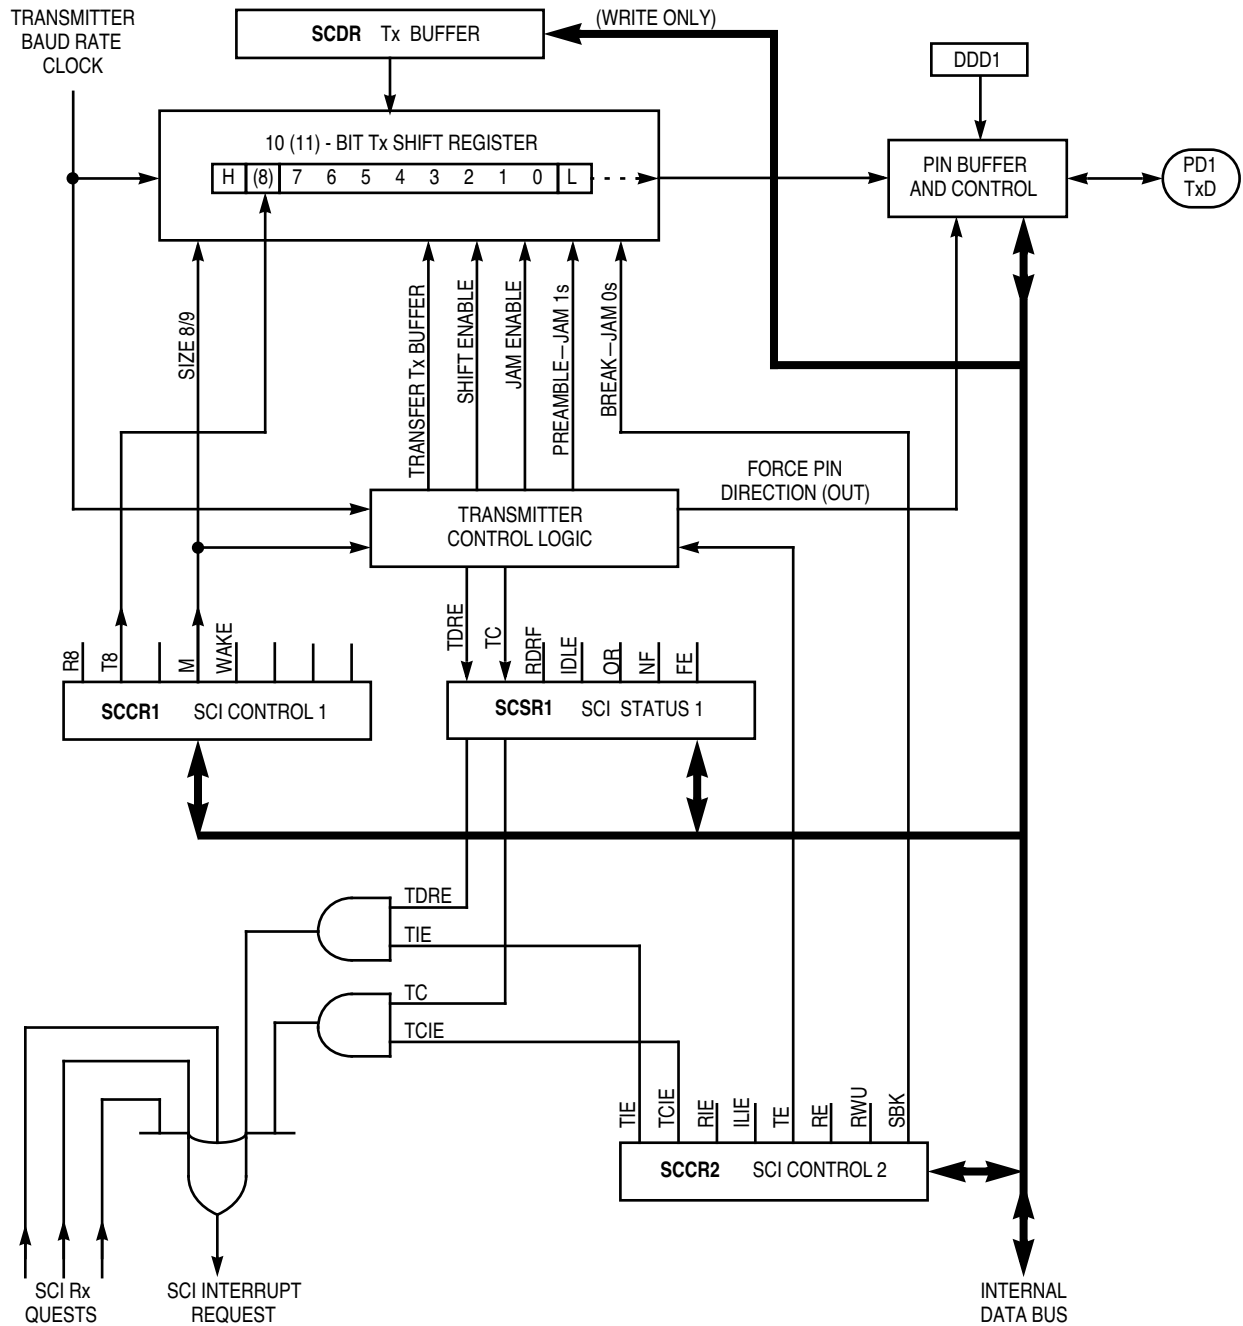 TRANSMITTER
BAUD RATE
CLOCK
SCDR Tx BUFFER
(WRITE ONLY)
DDD1
10 (11) - BIT Tx SHIFT REGISTER
H (8) 7 6 5 4 3 2 1 0 L
PIN BUFFER
AND CONTROL
PD1
TxD
SIZE 8/9
TRANSFER Tx BUFFER
SHIFT ENABLE
JAM ENABLE
PREAMBLE—JAM 1s
BREAK—JAM 0s
FORCE PIN
DIRECTION (OUT)
TRANSMITTER
CONTROL LOGIC
R8
T8
M
WAKE
TDRE
TC
RDRF
IDLE
OR
NF
FE
SCCR1 SCI CONTROL 1
SCSR1 SCI STATUS 1
TDRE
TIE
TC
TCIE
TIE
TCIE
RIE
ILIE
TE
RE
RWU
SBK
SCCR2 SCI CONTROL 2
SCI Rx
QUESTS
SCI INTERRUPT
REQUEST
INTERNAL
DATA BUS